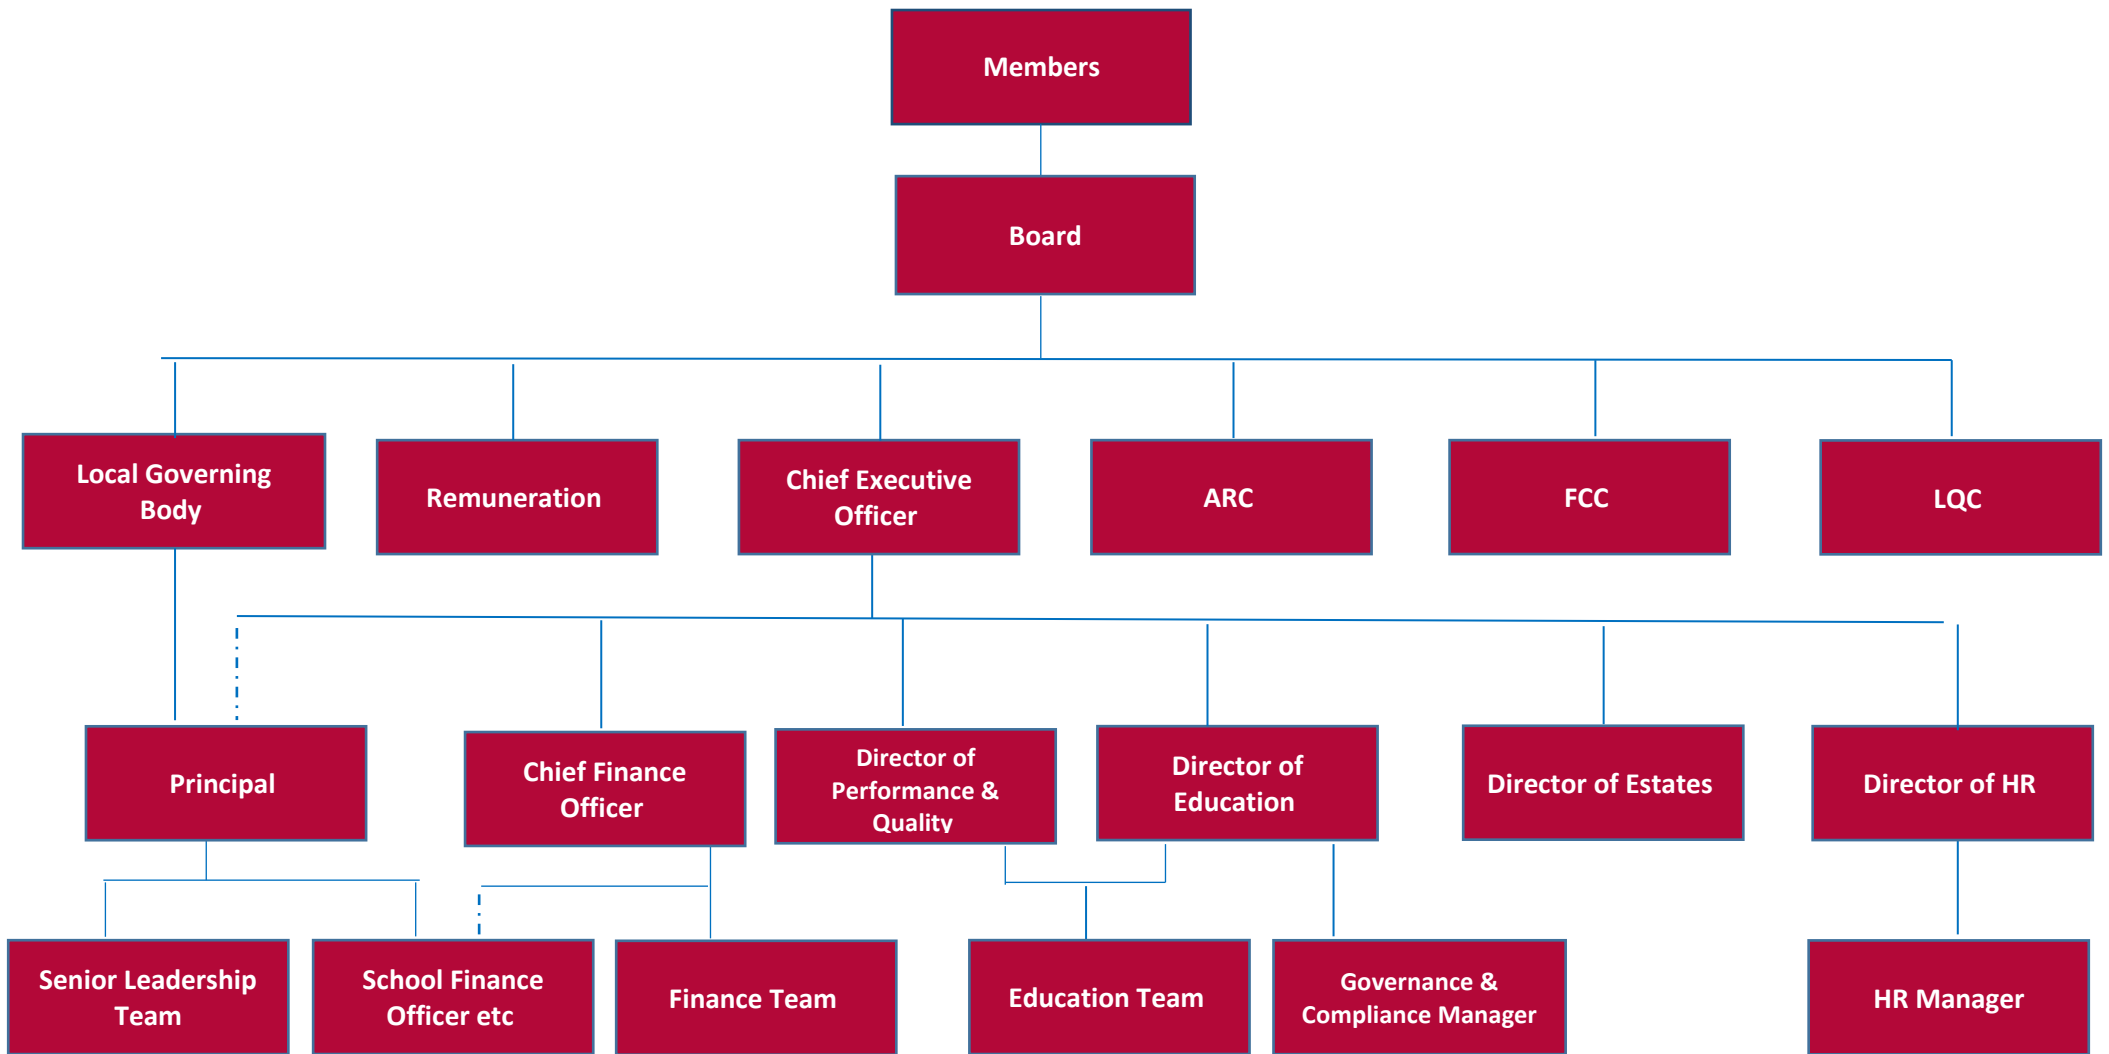 Members
Board
Local Governing
Body
Remuneration
Chief Executive
Officer
ARC
FCC
LQC
Principal
Chief Finance
Officer
Director of
Performance &
Quality
Director of
Education
Director of Estates
Director of HR
Senior Leadership
Team
School Finance
Officer etc
Finance Team
Education Team
Governance &
Compliance Manager
HR Manager